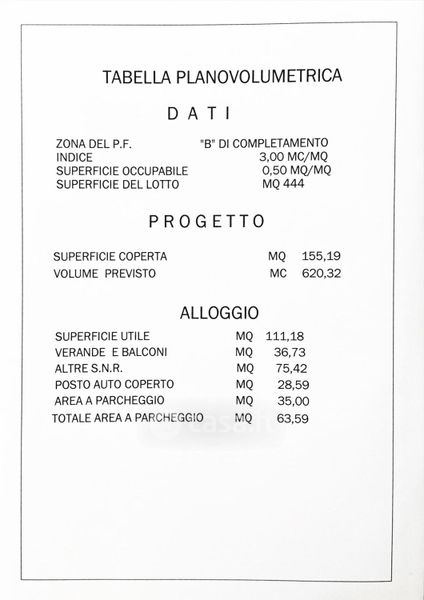 TABELLA PLANOVOLUMETRICA
DATI
ZONA DEL P.F. "B" DI COMPLETAMENTO
INDICE 3,00 MC/MQ
SUPERFICIE OCCUPABILE 0,50 MQ/MQ
SUPERFICIE DEL LOTTO MQ 444
PROGETTO
SUPERFICIE COPERTA MQ 155,19
VOLUME PREVISTO MC 620,32
ALLOGGIO
SUPERFICIE UTILE MQ 111,18
VERANDE E BALCONI MQ 36,73
ALTRE S.N.R. MQ 75,42
POSTO AUTO COPERTO MQ 28,59
AREA A PARCHEGGIO MQ 35,00
TOTALE AREA A PARCHEGGIO MQ 63,59